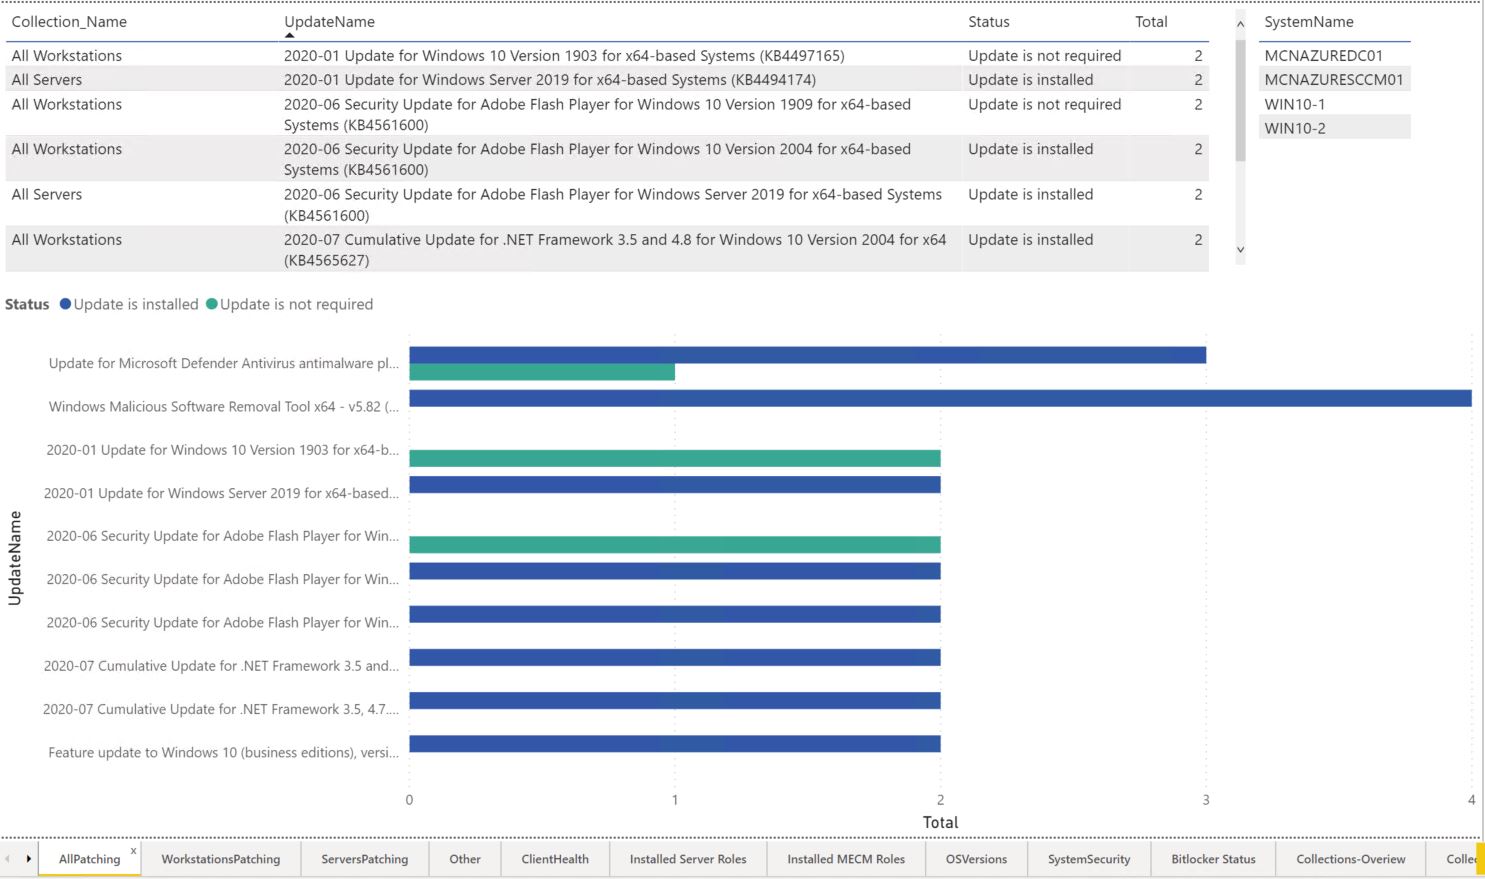 Collection_Name UpdateName Status Total SystemName
All Workstations 2020-01 Update for Windows 10 Version 1903 for x64-based Systems (KB4497165) Update is not required 2 MCNAZUREDC01
All Servers 2020-01 Update for Windows Server 2019 for x64-based Systems (KB4494174) Update is installed 2 MCNAZURESCCM01
All Workstations 2020-06 Security Update for Adobe Flash Player for Windows 10 Version 1909 for x64-based Update is not required 2 WIN10-1
Systems (KB4561600) WIN10-2
All Workstations 2020-06 Security Update for Adobe Flash Player for Windows 10 Version 2004 for x64-based Update is installed 2
Systems (KB4561600)
All Servers 2020-06 Security Update for Adobe Flash Player for Windows Server 2019 for x64-based Systems Update is installed 2
(KB4561600)
All Workstations 2020-07 Cumulative Update for .NET Framework 3.5 and 4.8 for Windows 10 Version 2004 for x64 Update is installed 2
(KB4565627)
Status Update is installed Update is not required
Update for Microsoft Defender Antivirus antimalware pl...
Windows Malicious Software Removal Tool x64 - v5.82 (...
2020-01 Update for Windows 10 Version 1903 for x64-b...
2020-01 Update for Windows Server 2019 for x64-based...
2020-06 Security Update for Adobe Flash Player for Win...
2020-06 Security Update for Adobe Flash Player for Win...
2020-06 Security Update for Adobe Flash Player for Win...
2020-07 Cumulative Update for .NET Framework 3.5 and...
2020-07 Cumulative Update for .NET Framework 3.5, 4.7....
Feature update to Windows 10 (business editions), versi...
UpdateName
0 1 2 3 4
Total
AllPatching x WorkstationsPatching ServersPatching Other ClientHealth Installed Server Roles Installed MECM Roles OSVersions SystemSecurity Bitlocker Status Collections-Overiew Collec